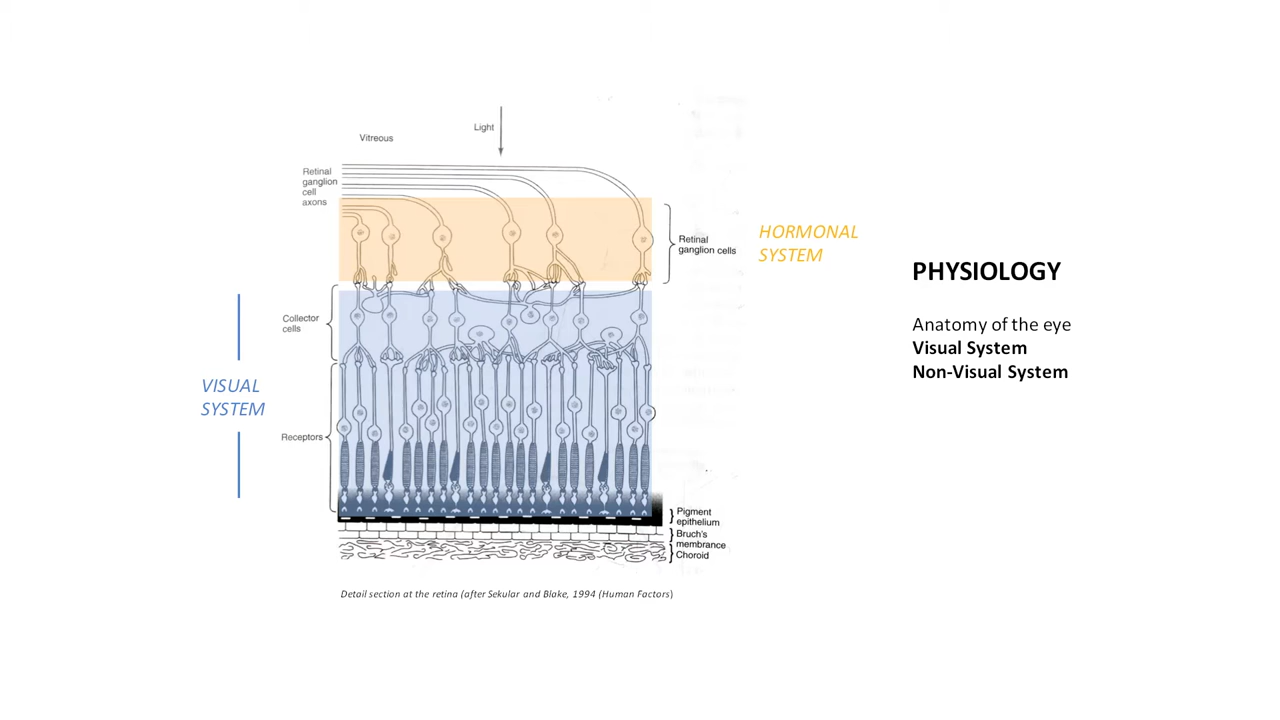 Light
Vitreous
Retinal
ganglion
cell
axons
Retinal
ganglion cells
HORMONAL
SYSTEM
Collector
cells
VISUAL
SYSTEM
Receptors
Pigment
epithelium
Bruch's
membrance
Choroid
Detail section at the retina (after Sekular and Blake, 1994 (Human Factors)
PHYSIOLOGY
Anatomy of the eye
Visual System
Non-Visual System